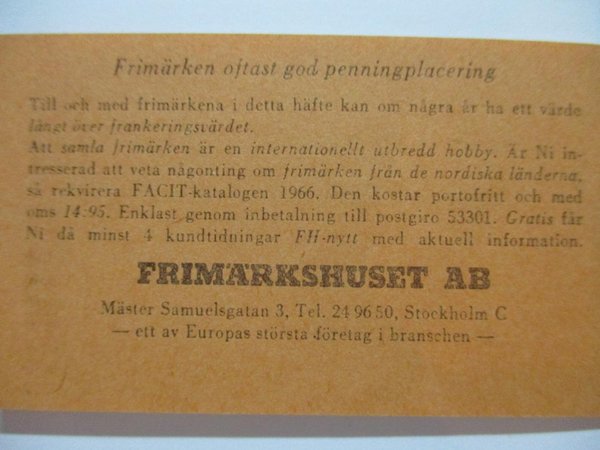 Frimärken oftast god penningplacering
Till och med frimärkena i detta häfte kan om några år ha ett värde
långt över frankeringsvärdet.
Att samla frimärken är en internationellt utbredd hobby. Är Ni in-
tresserad att veta någonting om frimärken från de nordiska länderna,
så rekvirera FACIT-katalogen 1966. Den kostar portofritt och med
oms 14:95. Enklast genom inbetalning till postgiro 53301. Gratis får
Ni då minst 4 kundtidningar FH-nytt med aktuell information.
FRIMÄRKSHUSET AB
Mäster Samuelsgatan 3, Tel. 24 96 50, Stockholm C
— ett av Europas största företag i branschen —